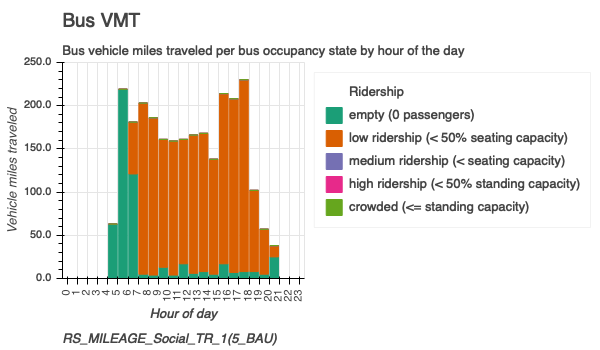 Bus VMT
Bus vehicle miles traveled per bus occupancy state by hour of the day
250.0
200.0
150.0
100.0
50.0
0.0
Vehicle miles traveled
0 1 2 3 4 5 6 7 8 9 10 11 12 13 14 15 16 17 18 19 20 21 22 23
Hour of day
RS_MILEAGE_Social_TR_1(5_BAU)
Ridership
empty (0 passengers)
low ridership (< 50% seating capacity)
medium ridership (< seating capacity)
high ridership (< 50% standing capacity)
crowded (<= standing capacity)